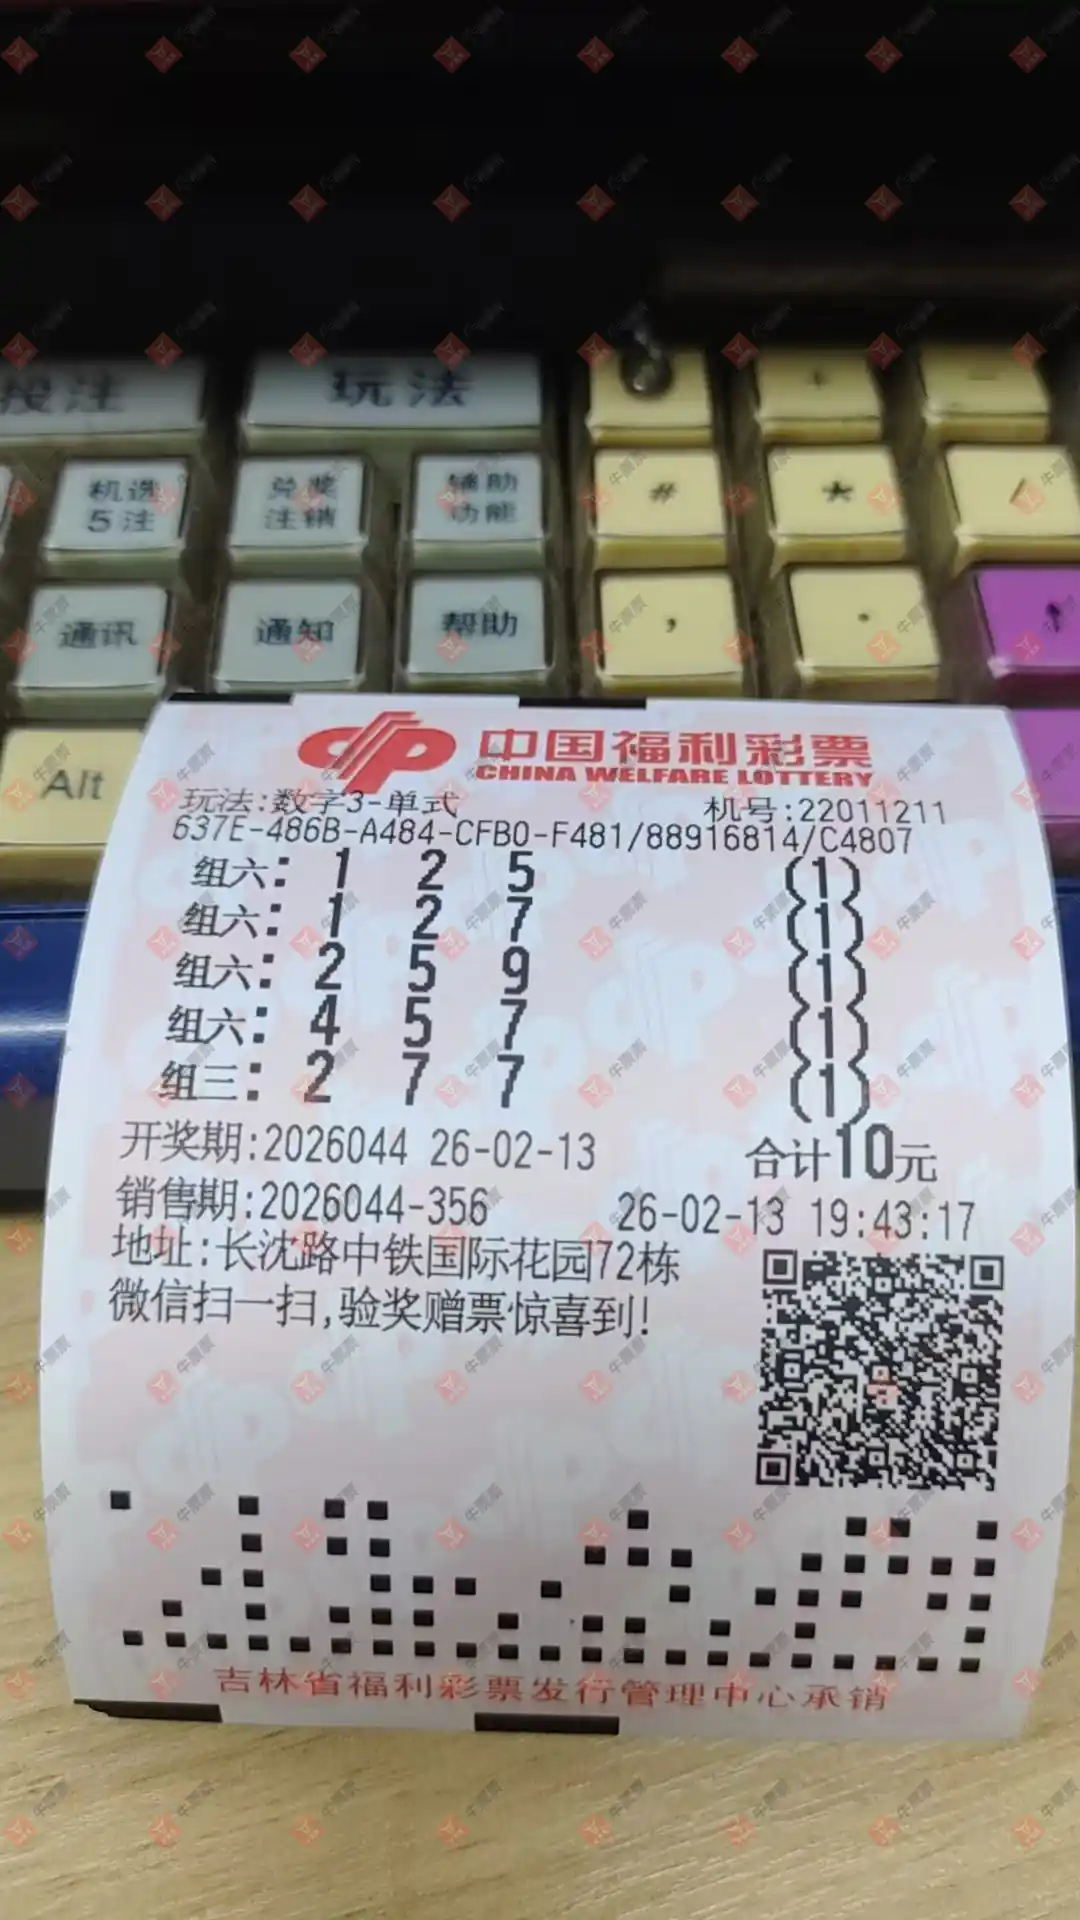 投注
玩法
+
-
机选
5注
兑奖
注销
辅助
功能
#
*
/
通讯
通知
帮助
,
.
Alt
中国福利彩票
CHINA WELFARE LOTTERY
玩法:数字3-单式 机号:22011211
637E-486B-A484-CFB0-F481/88916814/C4807
组六: 1 2 5 (1)
组六: 1 2 7 (1)
组六: 2 5 9 (1)
组六: 4 5 7 (1)
组三: 2 7 7 (1)
开奖期:2026044 26-02-13 合计10元
销售期:2026044-356 26-02-13 19:43:17
地址:长沈路中铁国际花园72栋
微信扫一扫,验奖赠票惊喜到!
吉林省福利彩票发行管理中心承销
牛票票